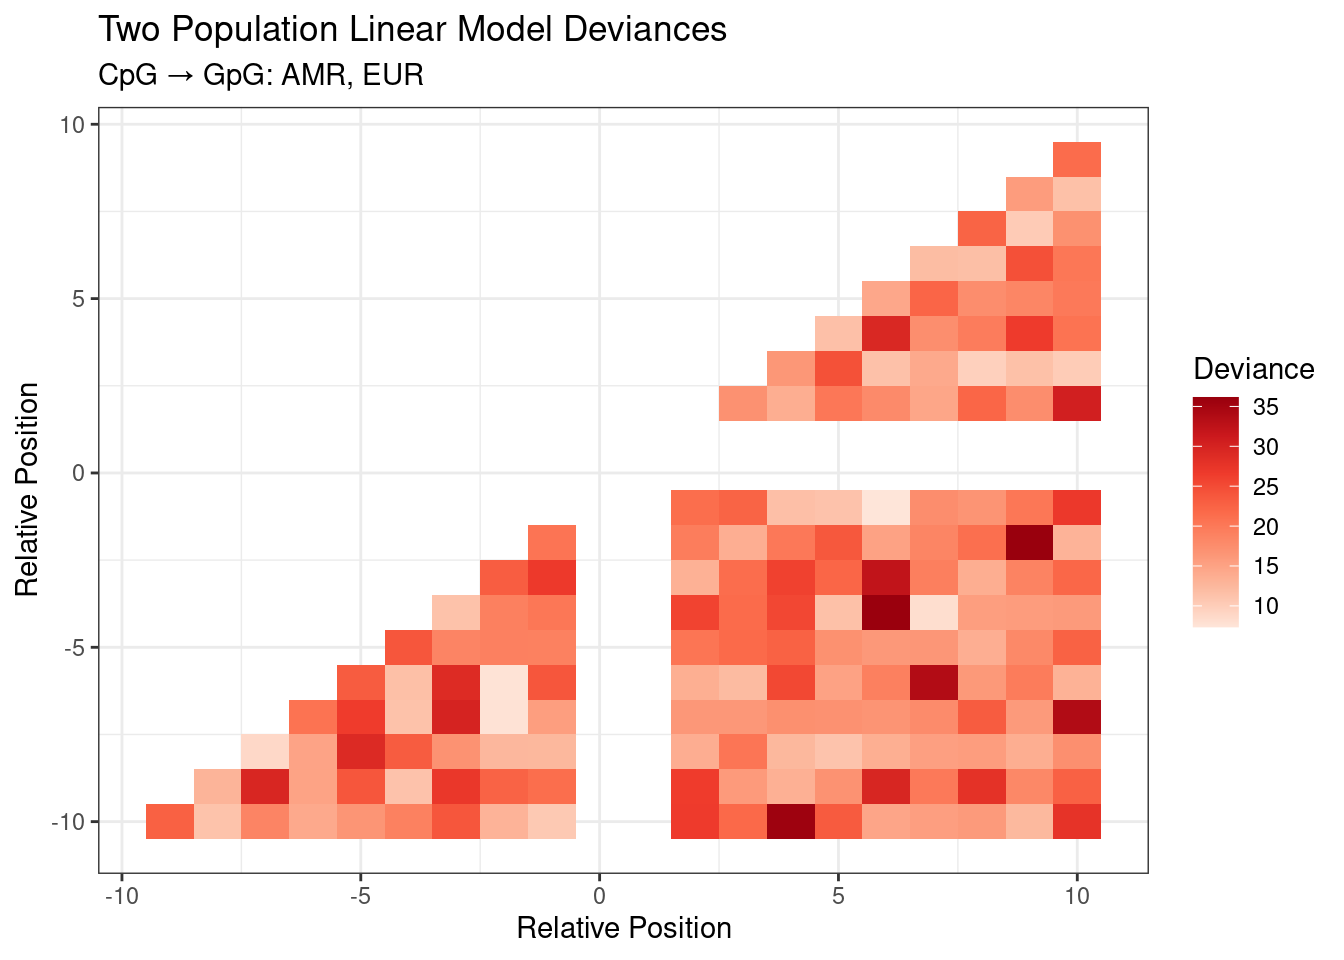 Two Population Linear Model Deviances
CpG → GpG: AMR, EUR
10
5
0
-5
-10
Relative Position
-10 -5 0 5 10
Relative Position
Deviance
35
30
25
20
15
10